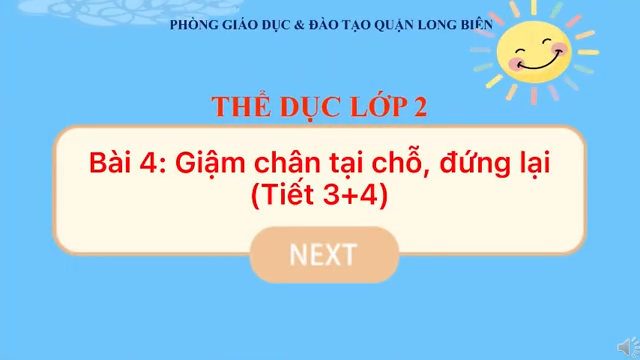 PHÒNG GIÁO DỤC & ĐÀO TẠO QUẬN LONG BIÊN
THỂ DỤC LỚP 2
Bài 4: Giậm chân tại chỗ, đứng lại
(Tiết 3+4)
NEXT